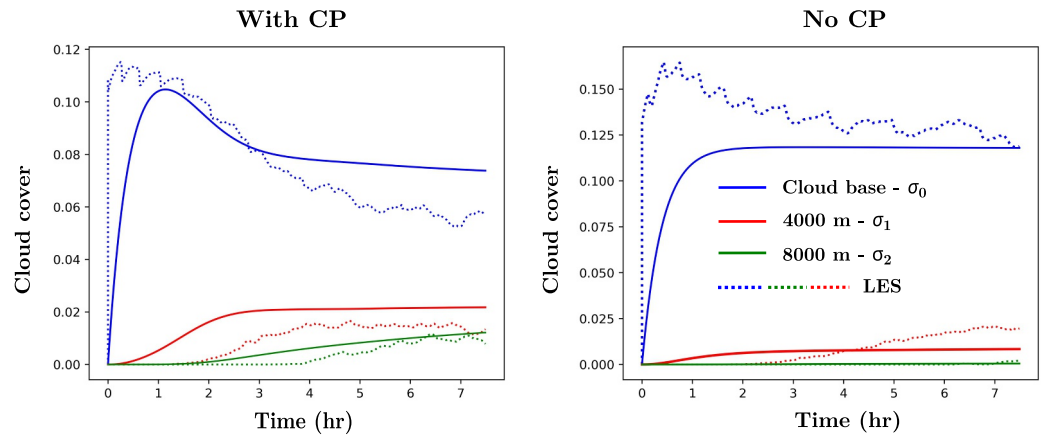 With CP
No CP
0.12
0.10
0.08
0.06
0.04
0.02
0.00
0 1 2 3 4 5 6 7
Cloud cover
Time (hr)
0.150
0.125
0.100
0.075
0.050
0.025
0.000
0 1 2 3 4 5 6 7
Cloud cover
Time (hr)
Cloud base - σ₀
4000 m - σ₁
8000 m - σ₂
LES